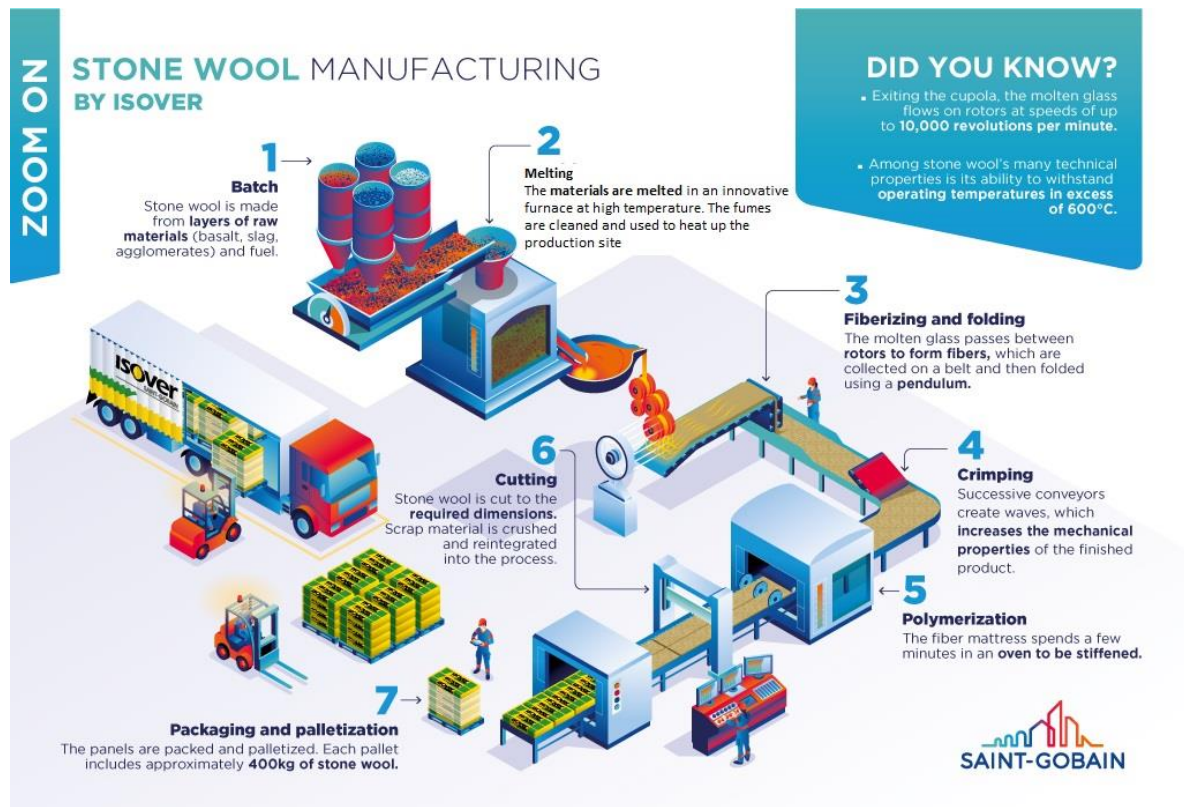 ZOOM ON
STONE WOOL MANUFACTURING
BY ISOVER
DID YOU KNOW?
▪ Exiting the cupola, the molten glass
flows on rotors at speeds of up
to 10,000 revolutions per minute.
▪ Among stone wool's many technical
properties is its ability to withstand
operating temperatures in excess
of 600°C.
1
Batch
Stone wool is made
from layers of raw
materials (basalt, slag,
agglomerates) and fuel.
2
Melting
The materials are melted in an innovative
furnace at high temperature. The fumes
are cleaned and used to heat up the
production site
3
Fiberizing and folding
The molten glass passes between
rotors to form fibers, which are
collected on a belt and then folded
using a pendulum.
4
Crimping
Successive conveyors
create waves, which
increases the mechanical
properties of the finished
product.
5
Polymerization
The fiber mattress spends a few
minutes in an oven to be stiffened.
6
Cutting
Stone wool is cut to the
required dimensions.
Scrap material is crushed
and reintegrated
into the process.
7
Packaging and palletization
The panels are packed and palletized. Each pallet
includes approximately 400kg of stone wool.
isover
SAINT-GOBAIN
SAINT-GOBAIN